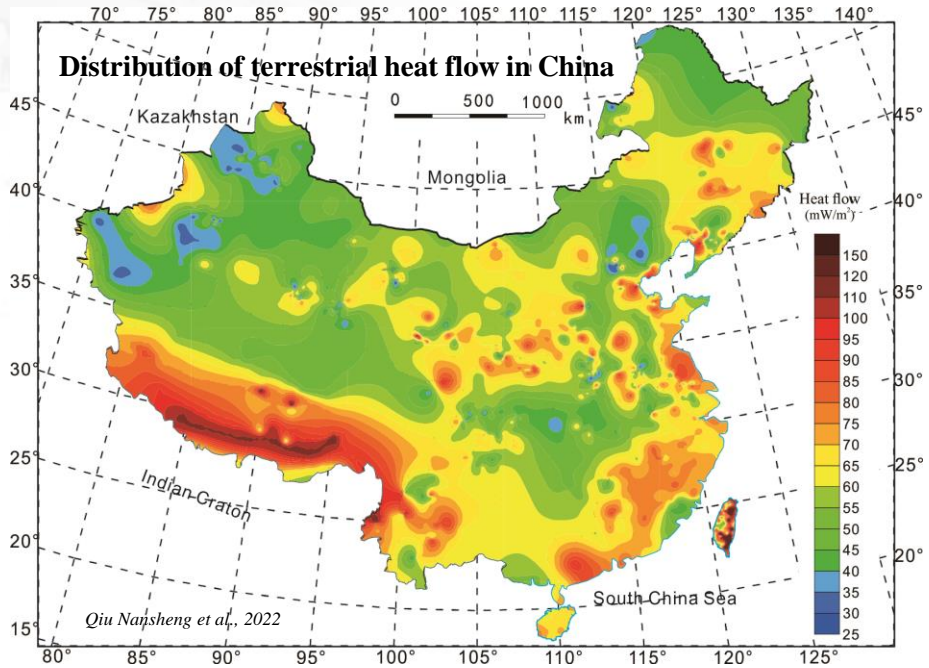 70° 80° 85° 90° 95° 100° 105° 110° 115° 120° 125° 130° 140°
Distribution of terrestrial heat flow in China
0 500 1000
km
45°
Kazakhstan
45°
Mongolia
40°
40°
Heat flow
(mW/m²)
35°
150
120
110
35°
100
95
90
30°
85
30°
80
75
70
25°
65
25°
60
Indian Craton
55
50
45
20°
40
20°
35
South China Sea
30
Qiu Nansheng et al., 2022
15°
25
80° 85° 90° 95° 100° 105° 110° 115° 120° 125°